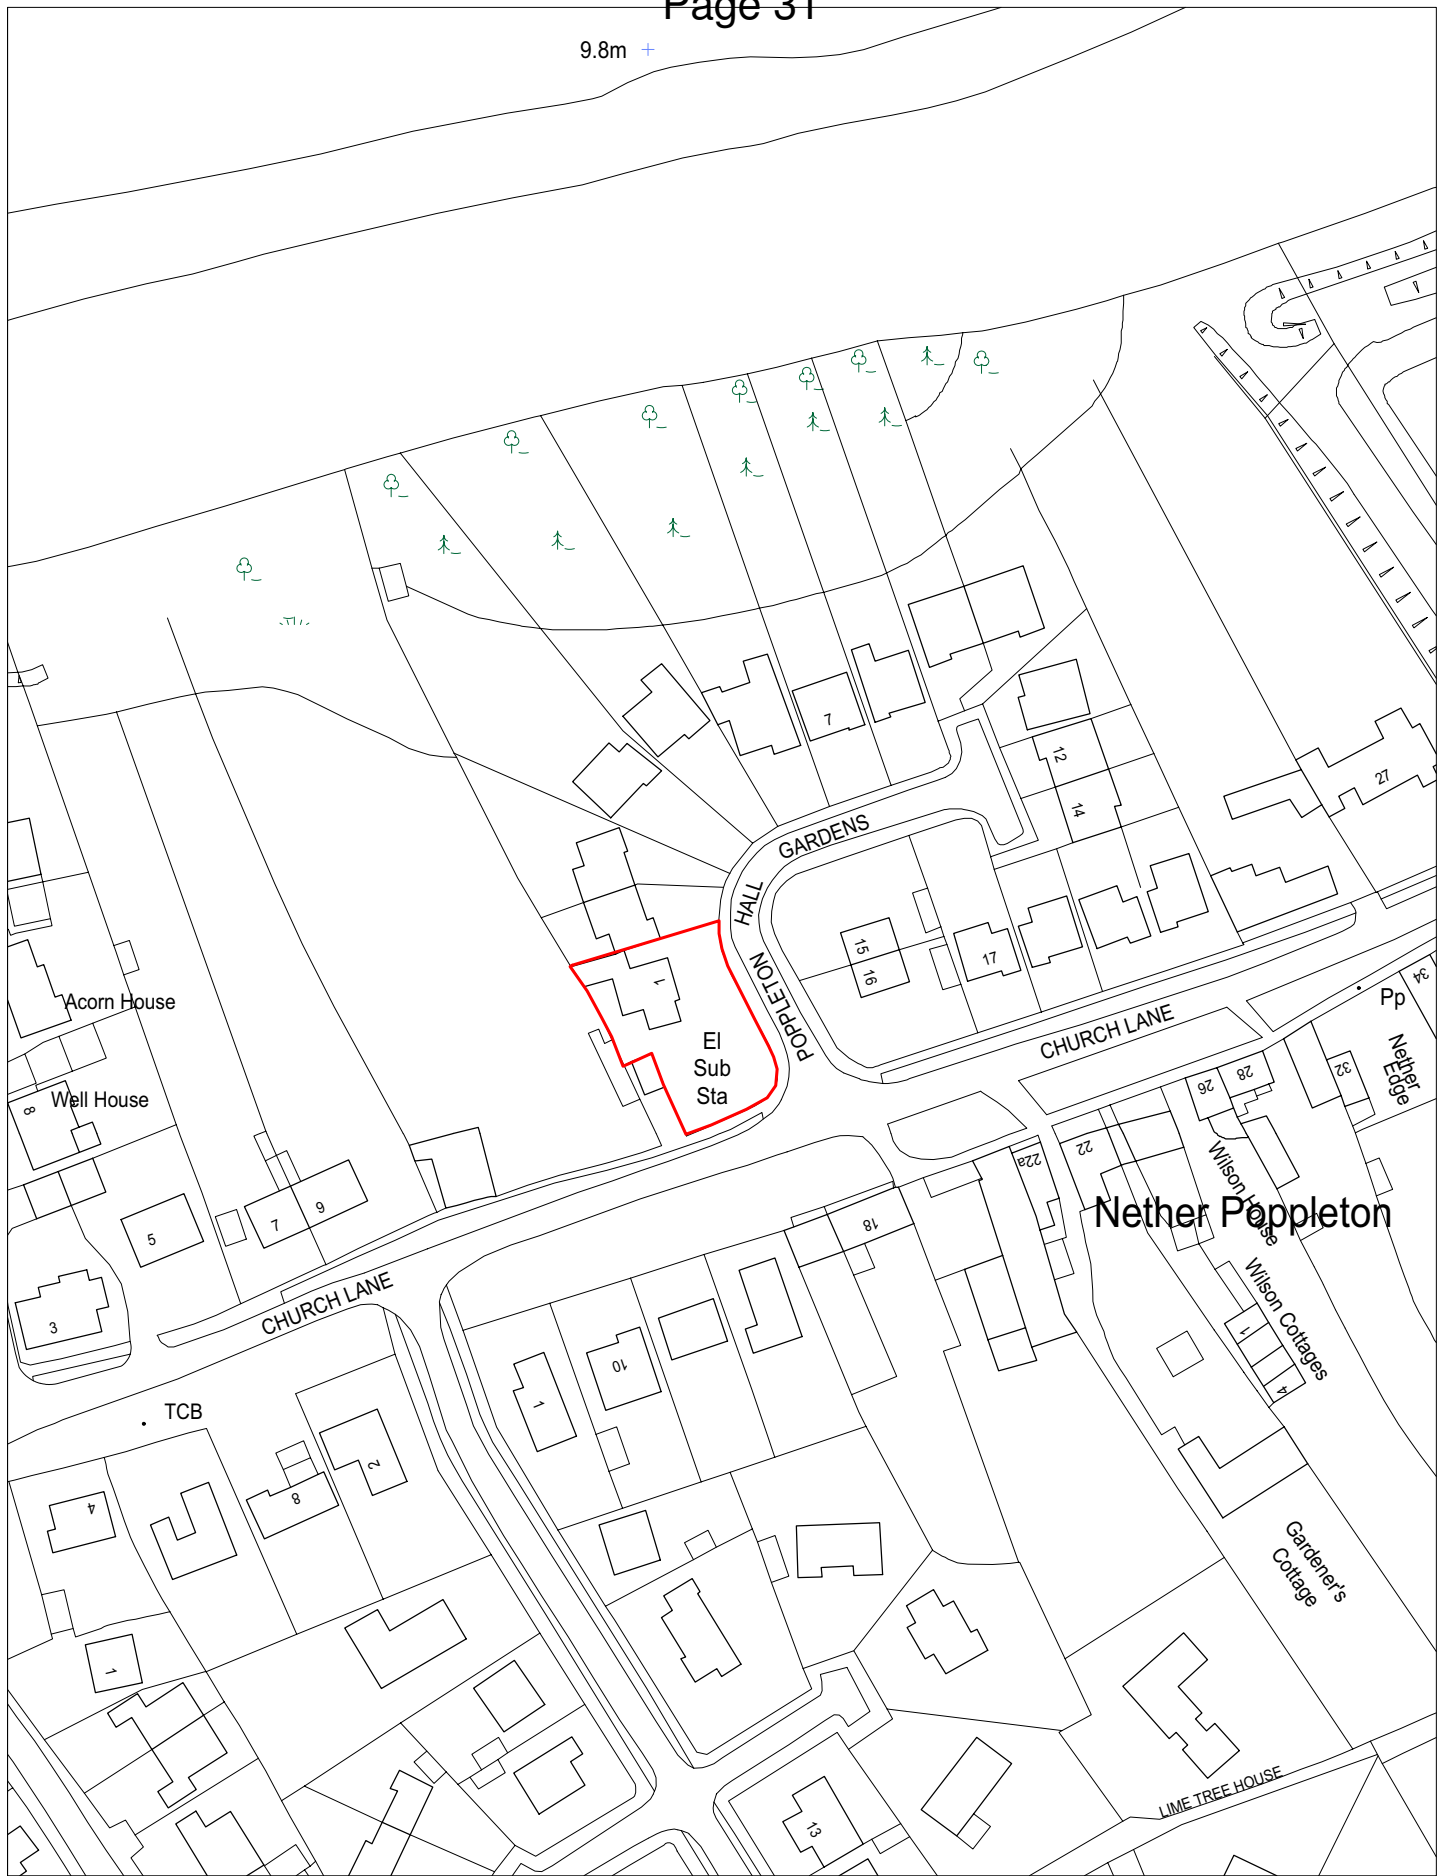 Page 31
9.8m
7
12
14
27
GARDENS
HALL
POPPLETON
15
16
17
1
El
Sub
Sta
Acorn House
Well House
8
CHURCH LANE
34
Pp
Nether
Edge
32
28
26
22
22a
Wilson House
Nether Poppleton
18
9
7
5
3
CHURCH LANE
Wilson Cottages
11
4
10
1
TCB
2
8
4
1
Gardener's
Cottage
LIME TREE HOUSE
13